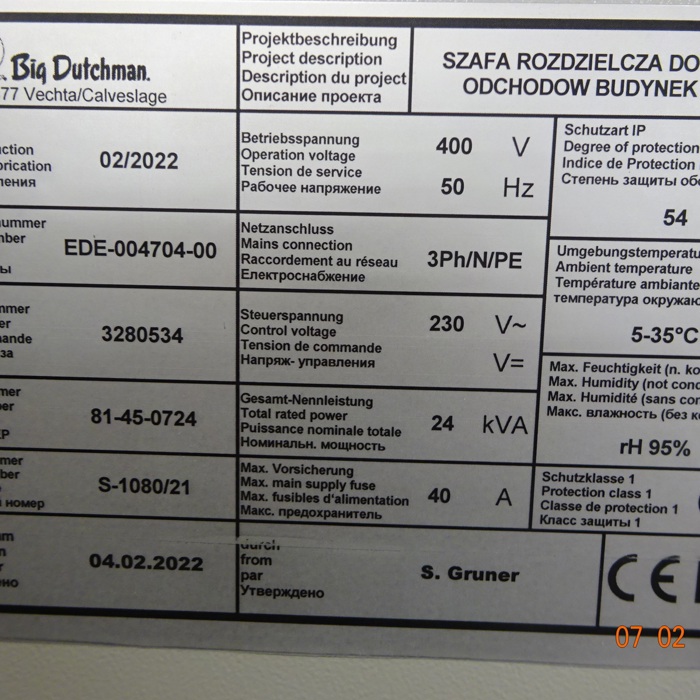 Big Dutchman.
77 Vechta/Calveslage
Projektbeschreibung
Project description
Description du projet
Описание проекта
SZAFA ROZDZIELCZA DO
ODCHODOW BUDYNEK
02/2022
Betriebsspannung
Operation voltage
Tension de service
Рабочее напряжение
400 V
50 Hz
Schutzart IP
Degree of protection
Indice de Protection
Степень защиты
54
EDE-004704-00
Netzanschluss
Mains connection
Raccordement au réseau
Електроснабжение
3Ph/N/PE
Umgebungstemperatu
Ambient temperature
Température ambiante
температура окружаю
5-35°C
3280534
Steuerspannung
Control voltage
Tension de commande
Напряж- управления
230 V~
V=
Max. Feuchtigkeit (n. ko
Max. Humidity (not cond
Max. Humidité (sans con
Макс. влажность (без к
rH 95%
81-45-0724
Gesamt-Nennleistung
Total rated power
Puissance nominale totale
Номинальн. мощность
24 kVA
номер
S-1080/21
Max. Vorsicherung
Max. main supply fuse
Max. fusibles d'alimentation
Макс. предохранитель
40 A
Schutzklasse 1
Protection class 1
Classe de protection 1
Класс защиты 1
04.02.2022
durch
from
par
Утверждено
S. Gruner
CE
07 02